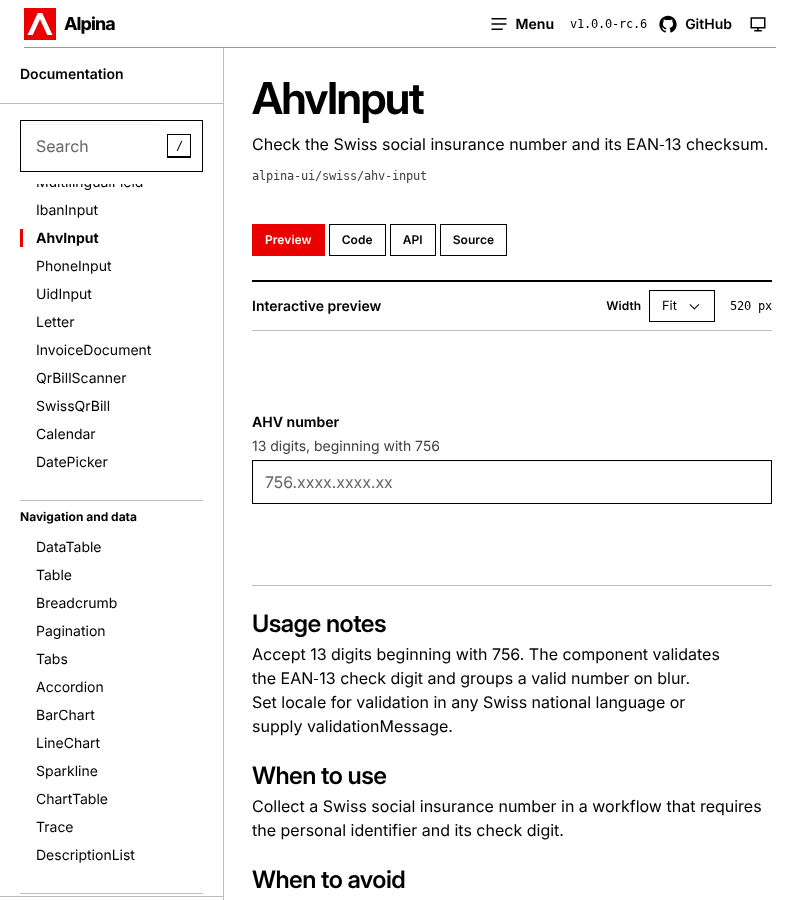 Alpina
Menu
v1.0.0-rc.6
GitHub
Documentation
Search
/
MultilingualField
IbanInput
AhvInput
PhoneInput
UidInput
Letter
InvoiceDocument
QrBillScanner
SwissQrBill
Calendar
DatePicker
Navigation and data
DataTable
Table
Breadcrumb
Pagination
Tabs
Accordion
BarChart
LineChart
Sparkline
ChartTable
Trace
DescriptionList
AhvInput
Check the Swiss social insurance number and its EAN-13 checksum.
alpina-ui/swiss/ahv-input
Preview
Code
API
Source
Interactive preview
Width
Fit
520 px
AHV number
13 digits, beginning with 756
756.xxxx.xxxx.xx
Usage notes
Accept 13 digits beginning with 756. The component validates
the EAN-13 check digit and groups a valid number on blur.
Set locale for validation in any Swiss national language or
supply validationMessage.
When to use
Collect a Swiss social insurance number in a workflow that requires
the personal identifier and its check digit.
When to avoid